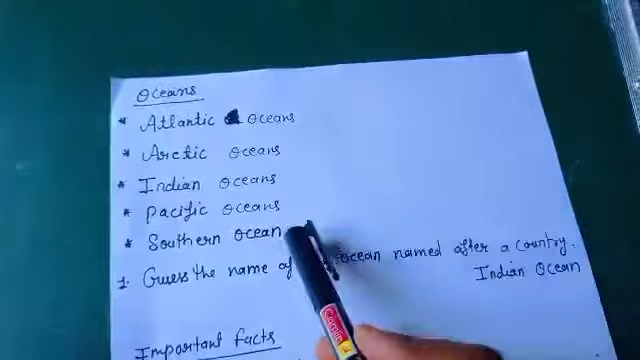 Oceans
* Atlantic Oceans
* Arctic Oceans
* Indian Oceans
* Pacific Oceans
* Southern Ocean
1. Guess the name of ocean named after a country.
Indian Ocean
Important facts